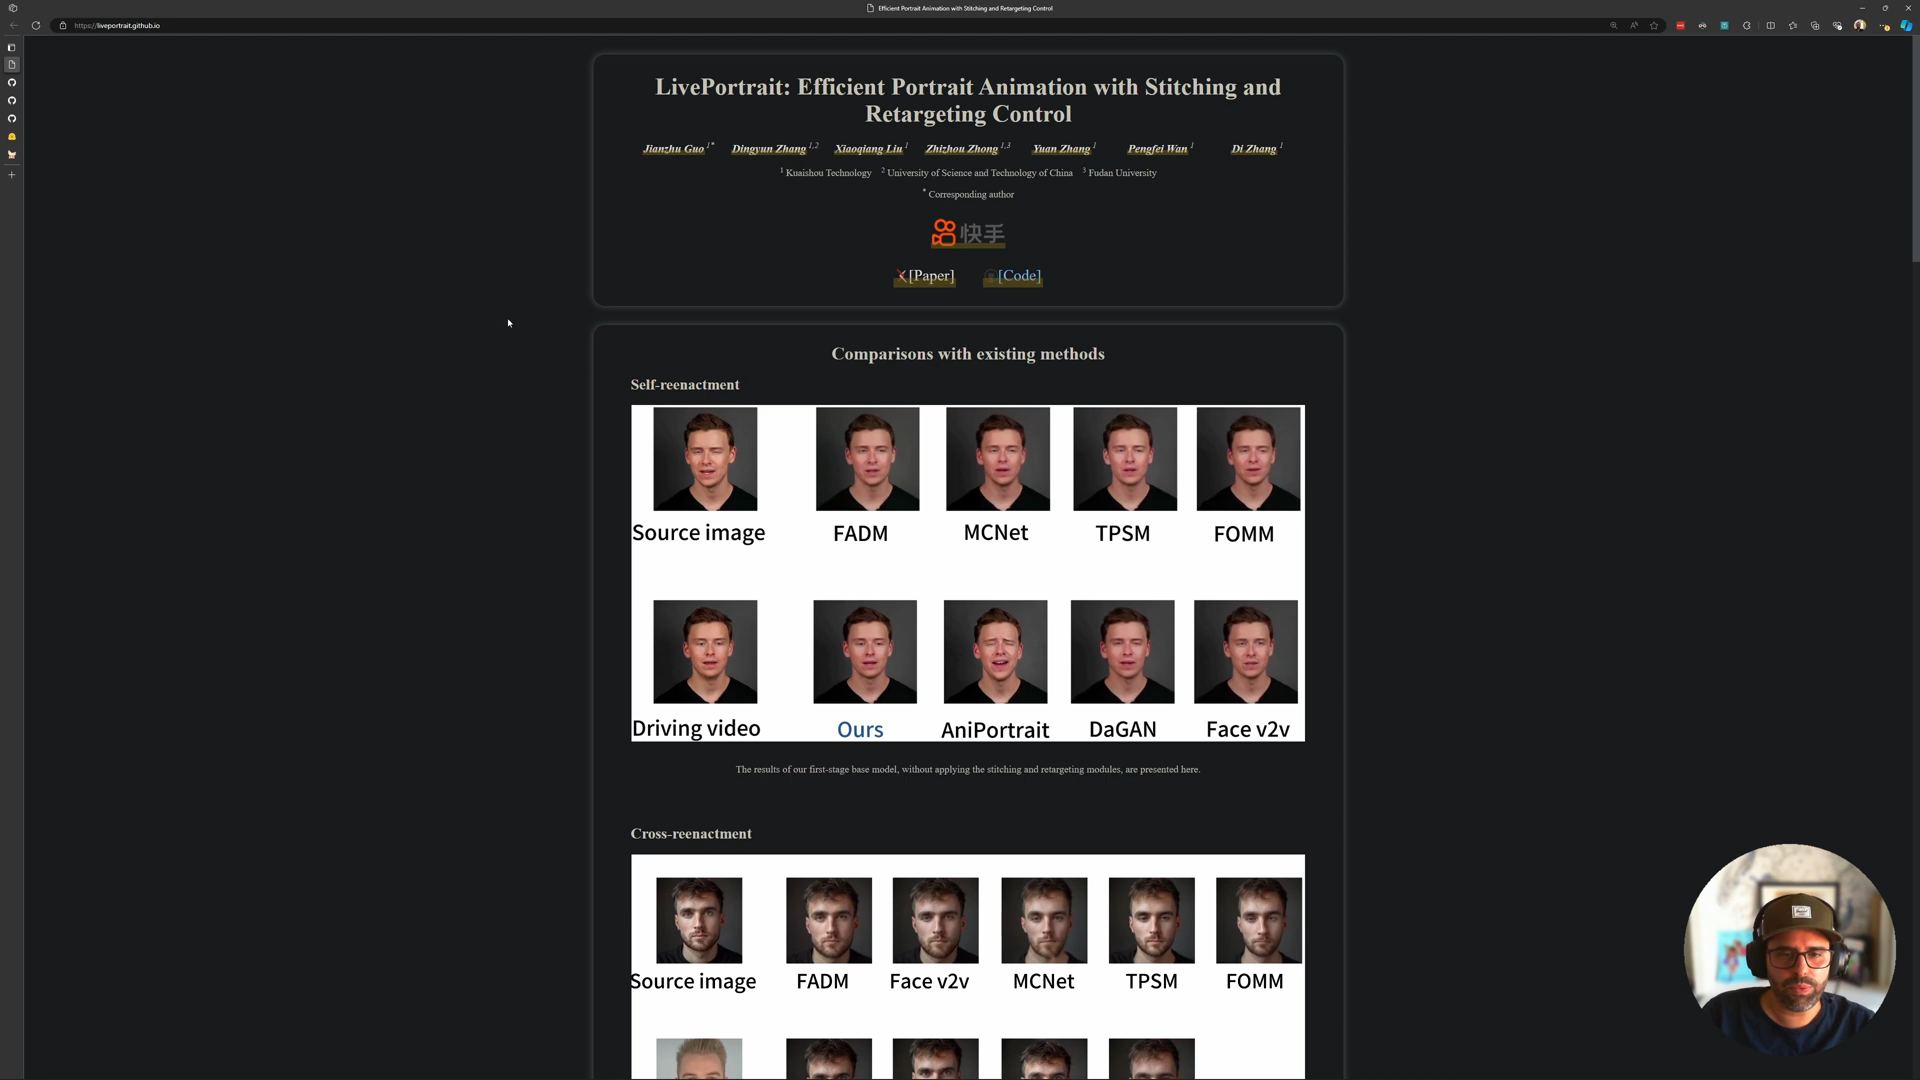 Efficient Portrait Animation with Stitching and Retargeting Control
https://liveportrait.github.io
LivePortrait: Efficient Portrait Animation with Stitching and
Retargeting Control
Jianzhu Guo 1* Dingyun Zhang 1,2 Xiaoqiang Liu 1 Zhizhou Zhong 1,3 Yuan Zhang 1 Pengfei Wan 1 Di Zhang 1
1 Kuaishou Technology 2 University of Science and Technology of China 3 Fudan University
* Corresponding author
快手
[Paper] [Code]
Comparisons with existing methods
Self-reenactment
Source image FADM MCNet TPSM FOMM
Driving video Ours AniPortrait DaGAN Face v2v
The results of our first-stage base model, without applying the stitching and retargeting modules, are presented here.
Cross-reenactment
Source image FADM Face v2v MCNet TPSM FOMM